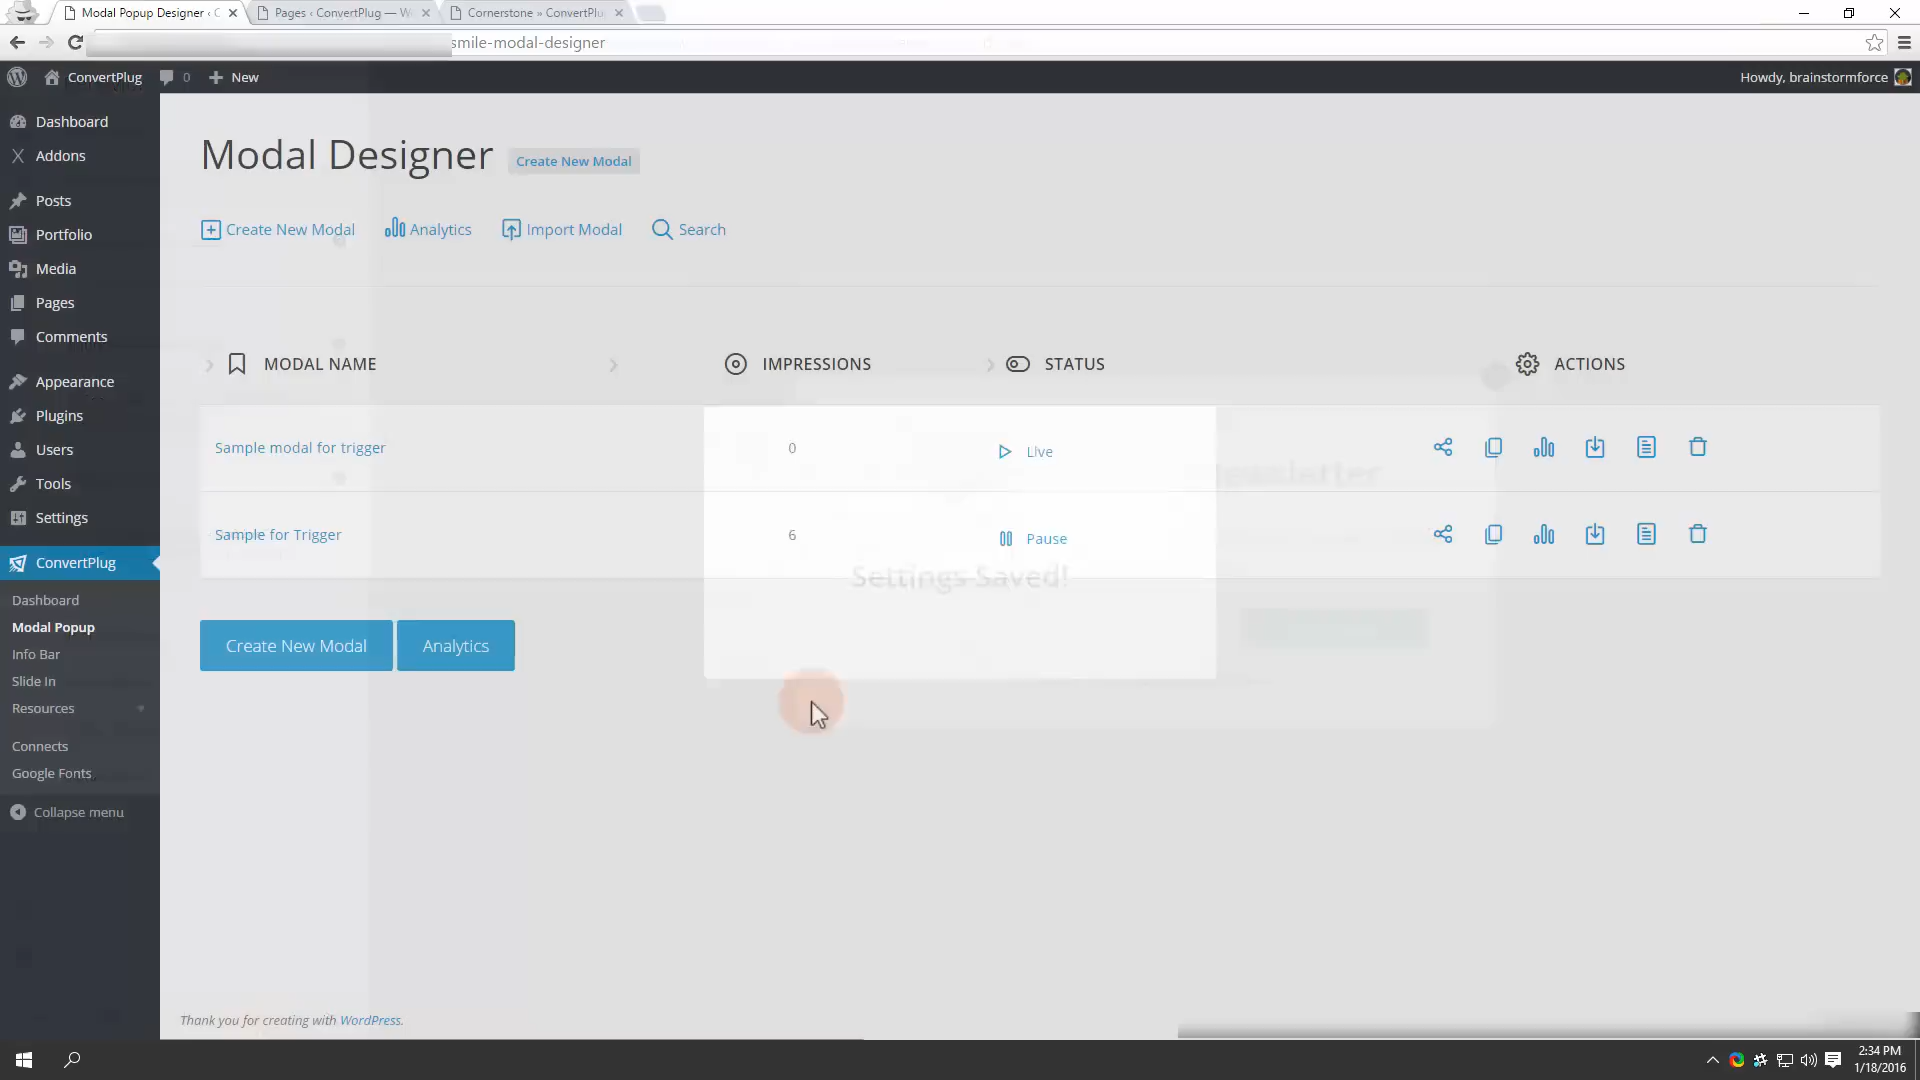 Modal Popup Designer ‹ C
Pages ‹ ConvertPlug — W
Cornerstone » ConvertPlu
smile-modal-designer
ConvertPlug
0
New
Howdy, brainstormforce
Dashboard
Addons
Posts
Portfolio
Media
Pages
Comments
Appearance
Plugins
Users
Tools
Settings
ConvertPlug
Dashboard
Modal Popup
Info Bar
Slide In
Resources
Connects
Google Fonts
Collapse menu
Modal Designer
Create New Modal
Create New Modal
Analytics
Import Modal
Search
MODAL NAME
IMPRESSIONS
STATUS
ACTIONS
Sample modal for trigger
0
Live
Sample for Trigger
6
Pause
Settings Saved!
Create New Modal
Analytics
Thank you for creating with WordPress.
2:34 PM
1/18/2016